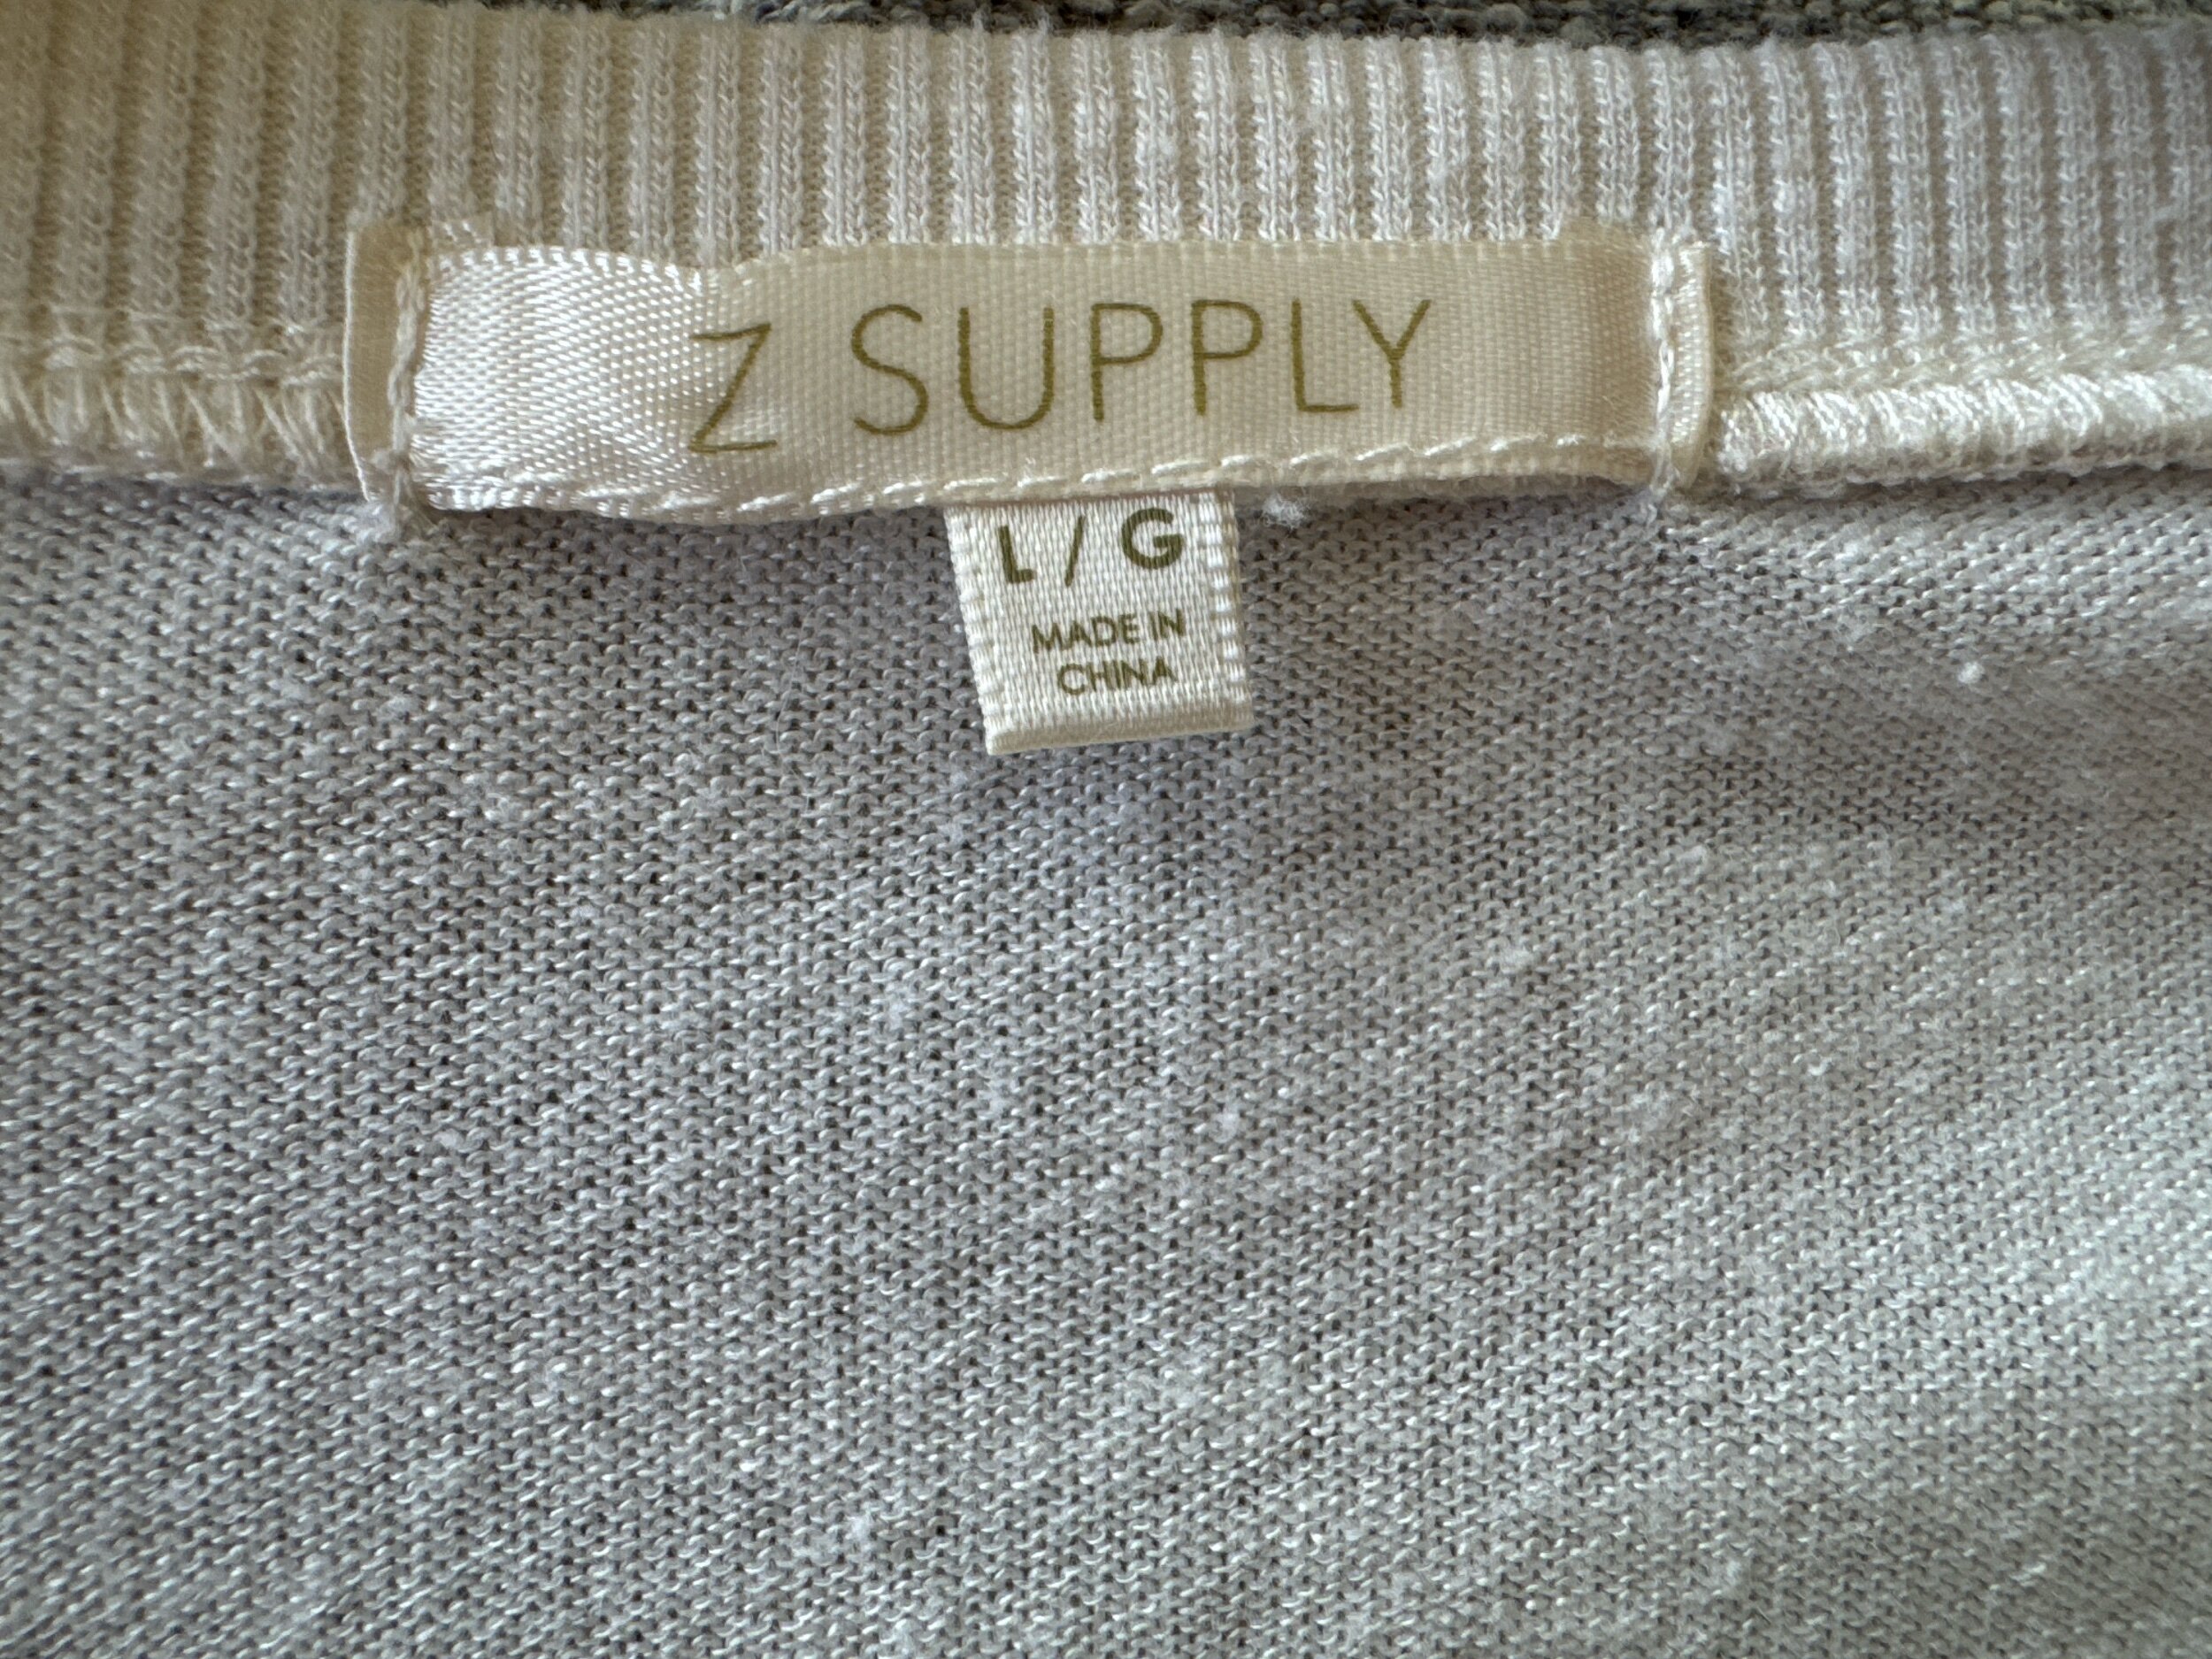 Z SUPPLY
L / G
MADE IN
CHINA